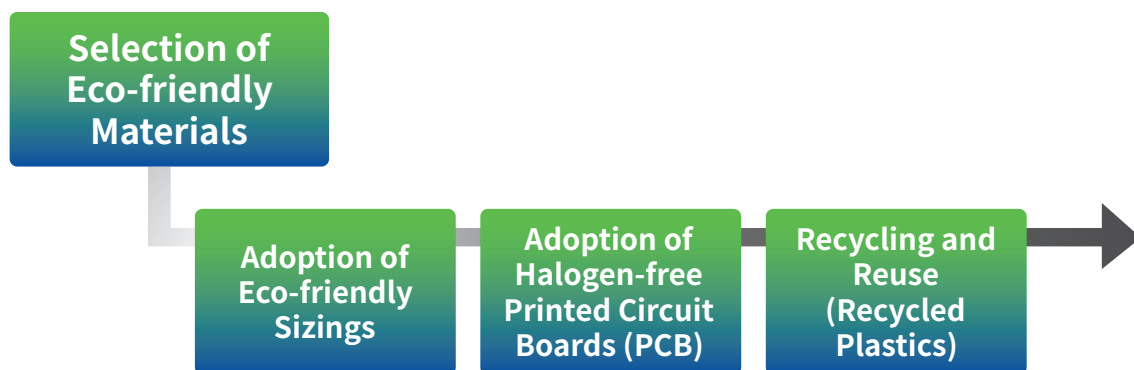 Selection of
Eco-friendly
Materials
Adoption of
Eco-friendly
Sizings
Adoption of
Halogen-free
Printed Circuit
Boards (PCB)
Recycling and
Reuse
(Recycled
Plastics)